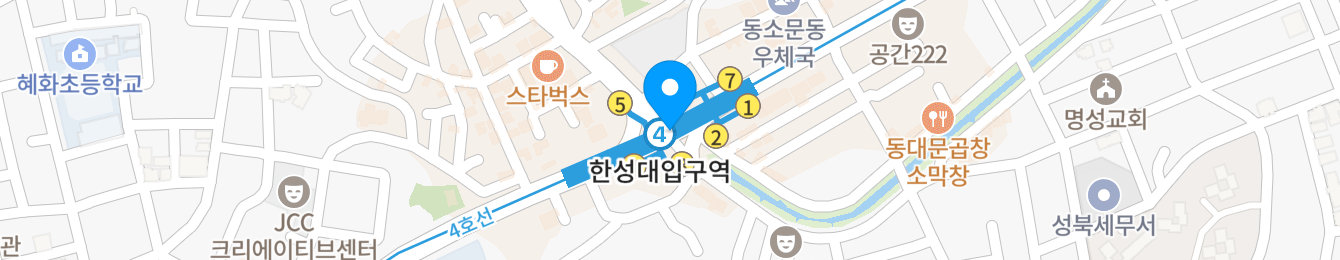 동소문동
우체국
공간222
혜화초등학교
스타벅스
7
5
1
4
2
명성교회
한성대입구역
동대문곱창
소막창
JCC
크리에이티브센터
4호선
성북세무서
관